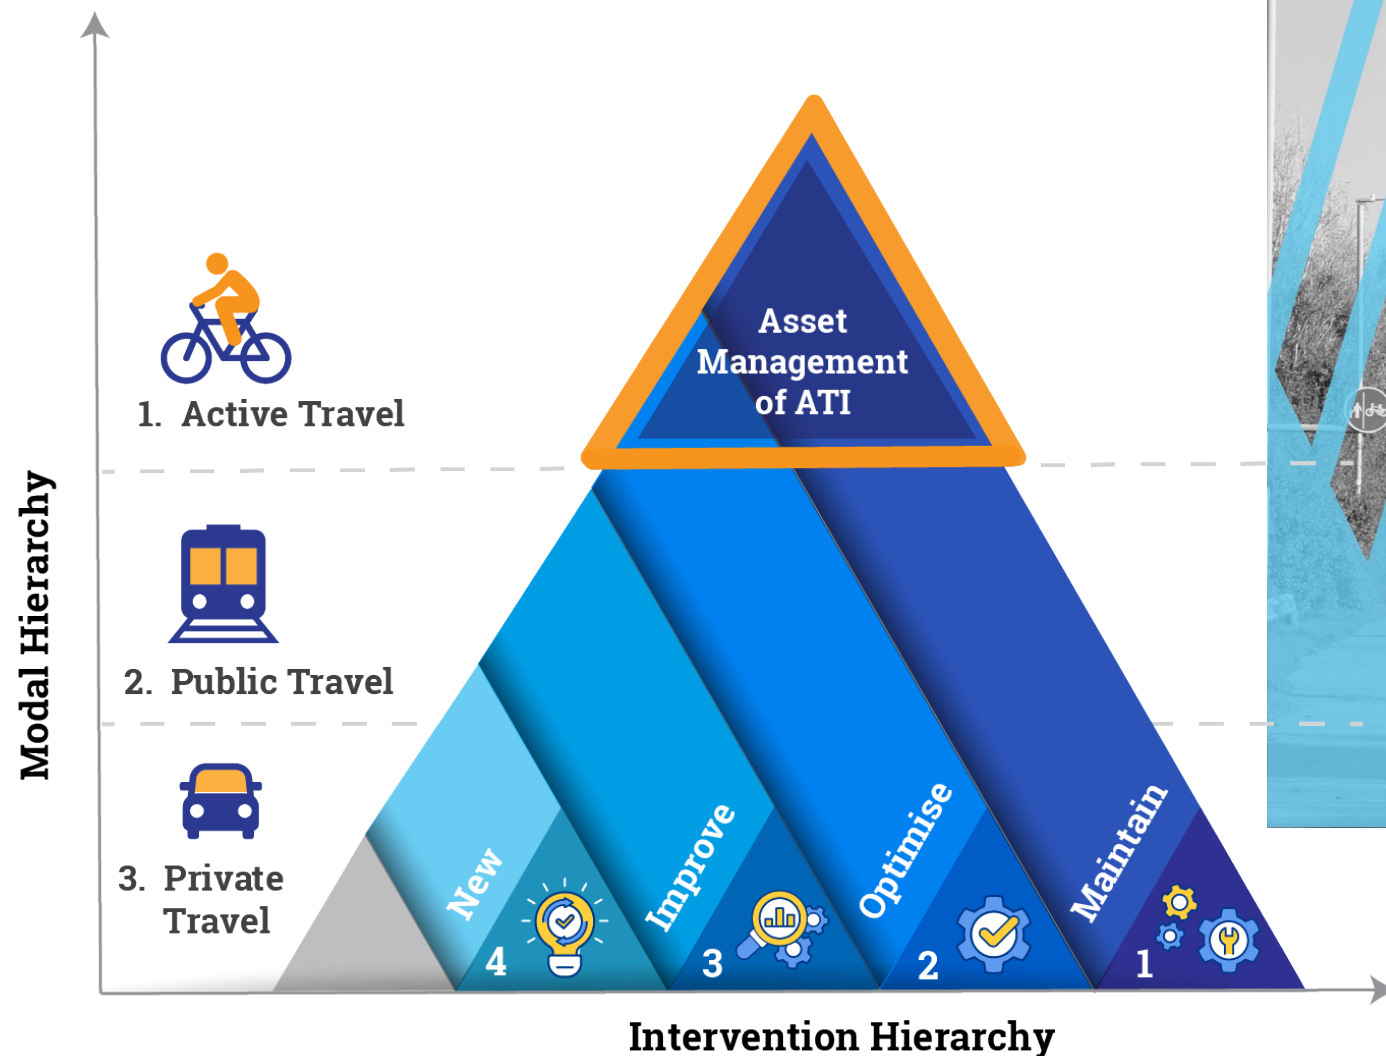 Modal Hierarchy
1. Active Travel
2. Public Travel
3. Private
Travel
Asset
Management
of ATI
New
Improve
Optimise
Maintain
4
3
2
1
Intervention Hierarchy